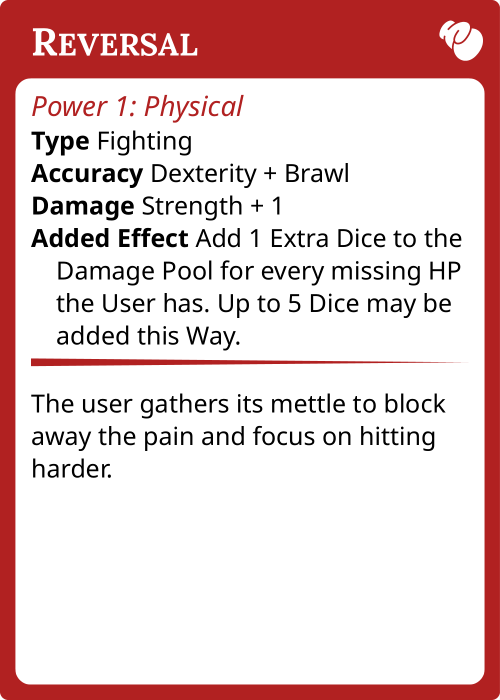 REVERSAL
Power 1: Physical
Type Fighting
Accuracy Dexterity + Brawl
Damage Strength + 1
Added Effect Add 1 Extra Dice to the
Damage Pool for every missing HP
the User has. Up to 5 Dice may be
added this Way.
The user gathers its mettle to block
away the pain and focus on hitting
harder.